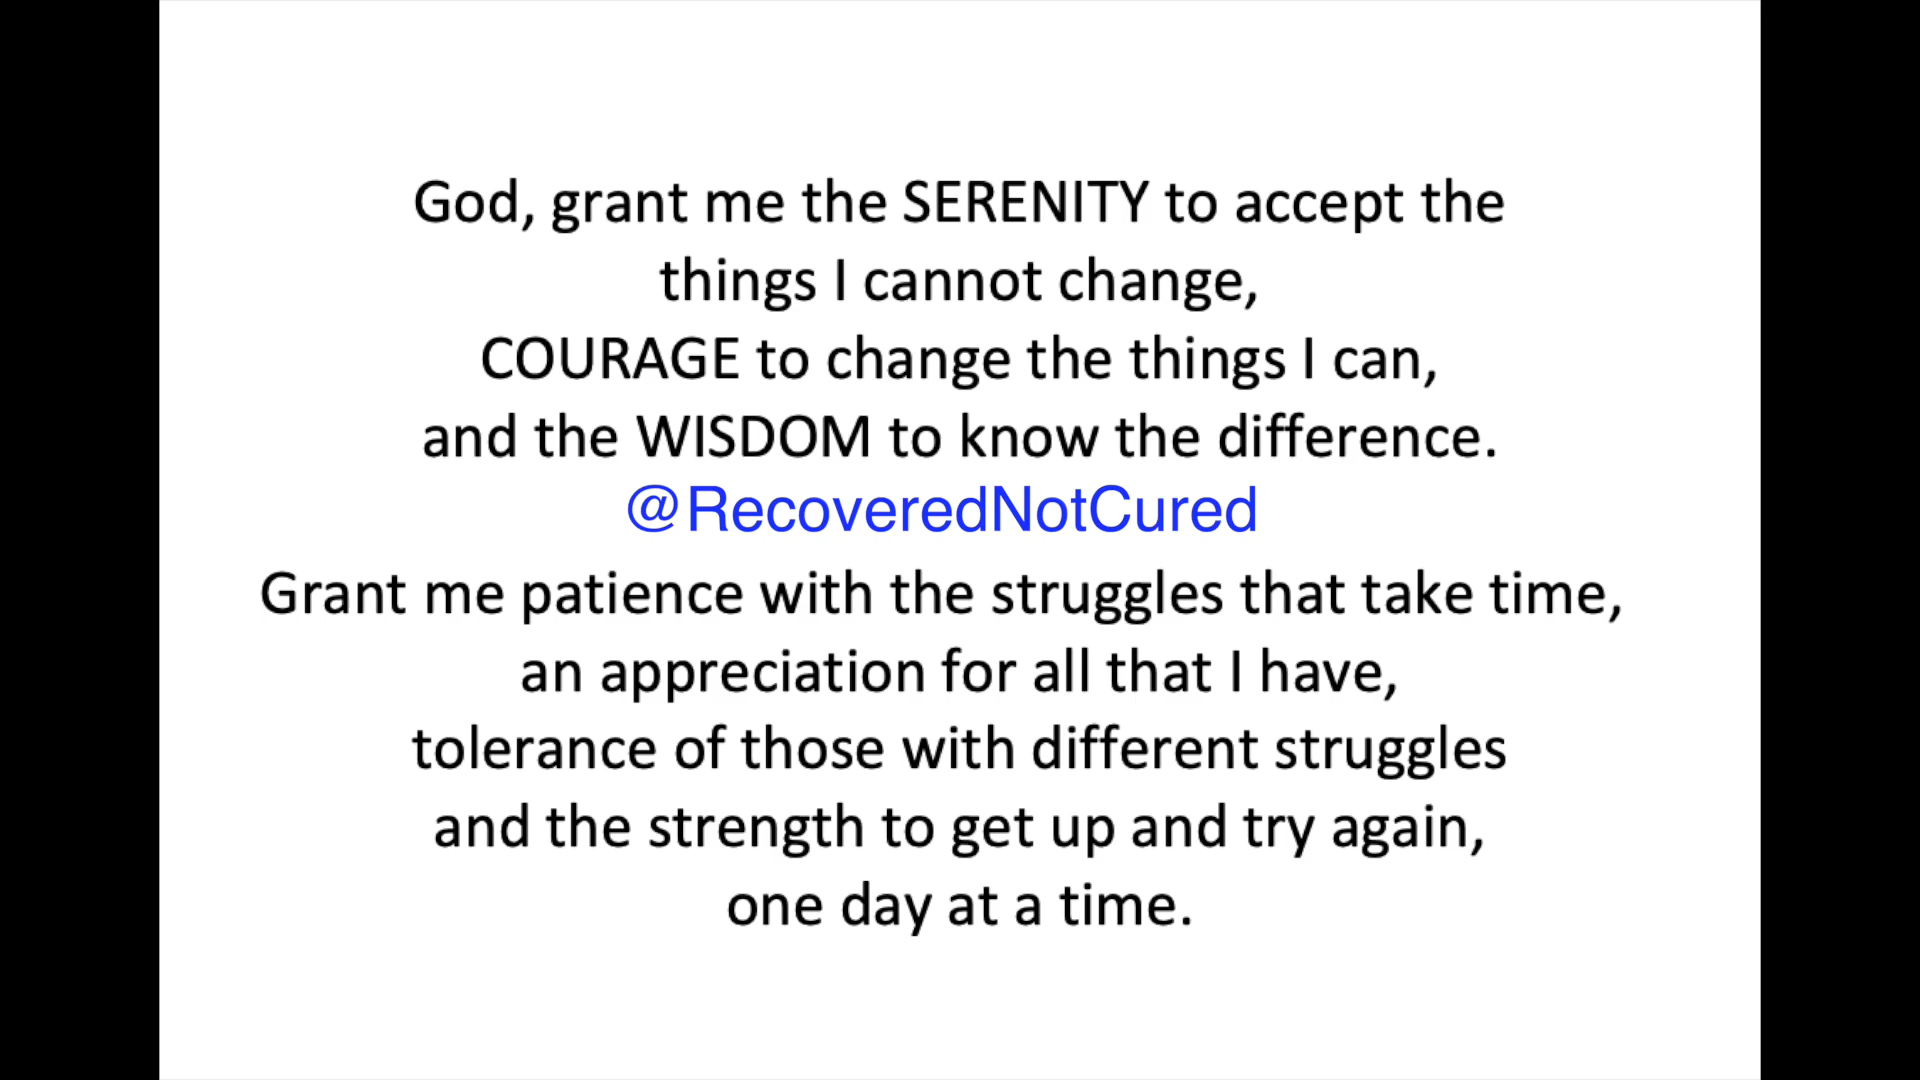 God, grant me the SERENITY to accept the
things I cannot change,
COURAGE to change the things I can,
and the WISDOM to know the difference.
@RecoveredNotCured
Grant me patience with the struggles that take time,
an appreciation for all that I have,
tolerance of those with different struggles
and the strength to get up and try again,
one day at a time.